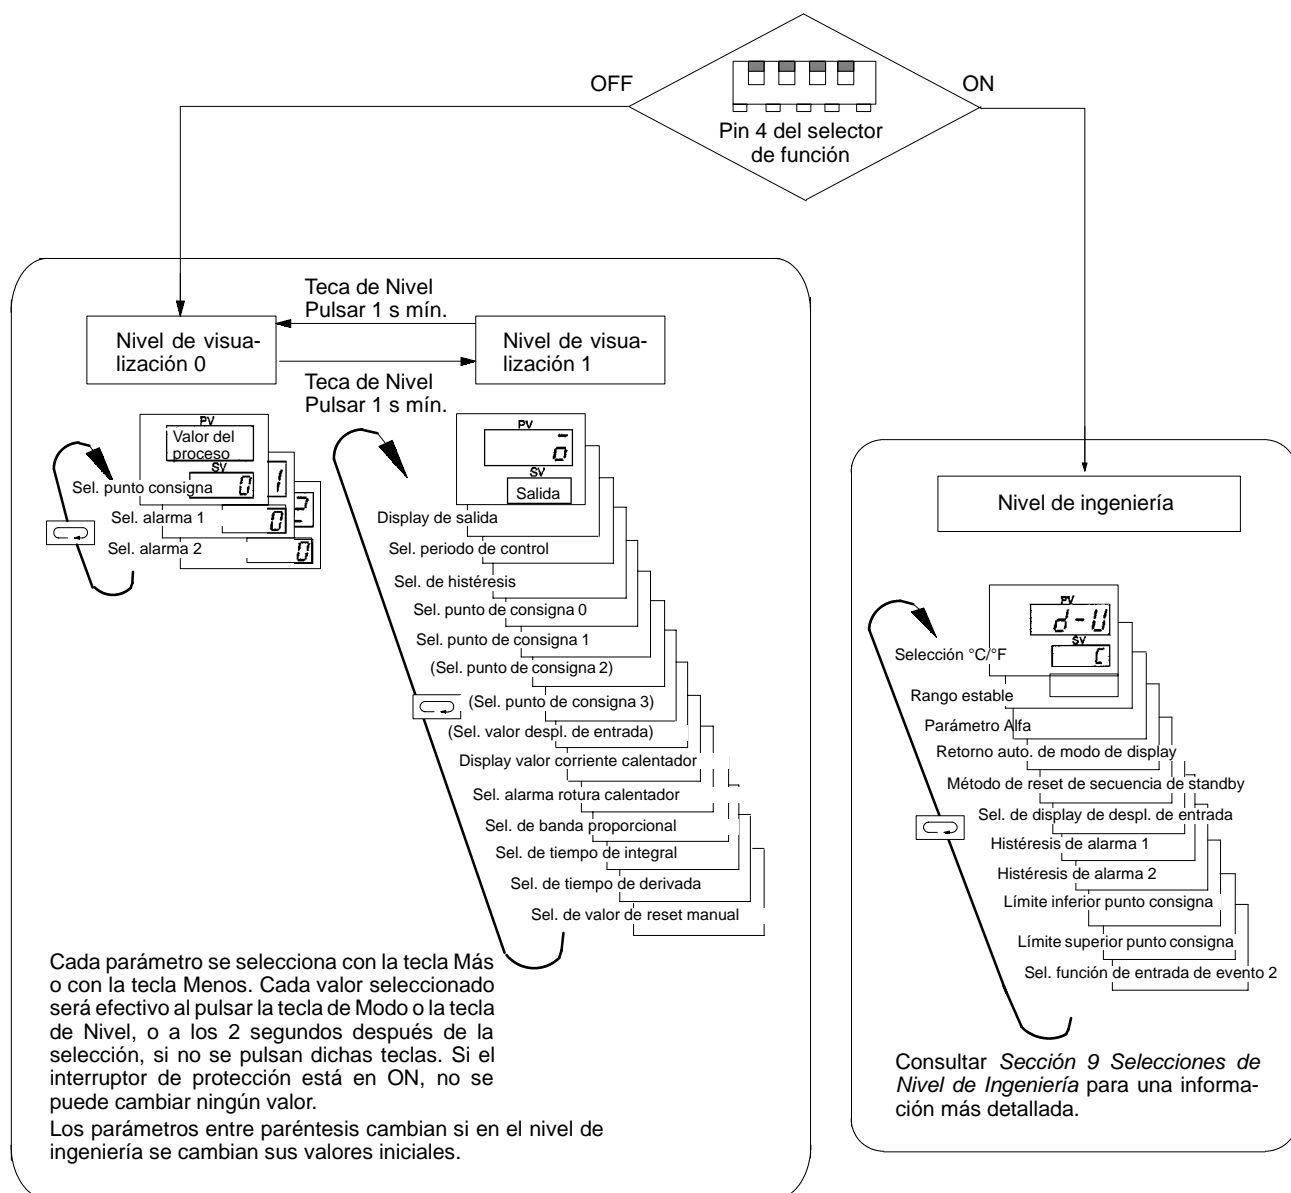 OFF
ON
Pin 4 del selector
de función
Teca de Nivel
Pulsar 1 s mín.
Nivel de visua-
lización 0
Nivel de visua-
lización 1
Teca de Nivel
Pulsar 1 s mín.
PV
Valor del
proceso
SV
Sel. punto consigna
0
1
Sel. alarma 1
0
2
Sel. alarma 2
0
PV
o
SV
Salida
Display de salida
Sel. periodo de control
Sel. de histéresis
Sel. punto de consigna 0
Sel. punto de consigna 1
(Sel. punto de consigna 2)
(Sel. punto de consigna 3)
(Sel. valor despl. de entrada)
Display valor corriente calentador
Sel. alarma rotura calentador
Sel. de banda proporcional
Sel. de tiempo de integral
Sel. de tiempo de derivada
Sel. de valor de reset manual
Cada parámetro se selecciona con la tecla Más
o con la tecla Menos. Cada valor seleccionado
será efectivo al pulsar la tecla de Modo o la tecla
de Nivel, o a los 2 segundos después de la
selección, si no se pulsan dichas teclas. Si el
interruptor de protección está en ON, no se
puede cambiar ningún valor.
Los parámetros entre paréntesis cambian si en el nivel de
ingeniería se cambian sus valores iniciales.
Nivel de ingeniería
PV
d-U
SV
C
Selección °C/°F
Rango estable
Parámetro Alfa
Retorno auto. de modo de display
Método de reset de secuencia de standby
Sel. de display de despl. de entrada
Histéresis de alarma 1
Histéresis de alarma 2
Límite inferior punto consigna
Límite superior punto consigna
Sel. función de entrada de evento 2
Consultar Sección 9 Selecciones de
Nivel de Ingeniería para una informa-
ción más detallada.